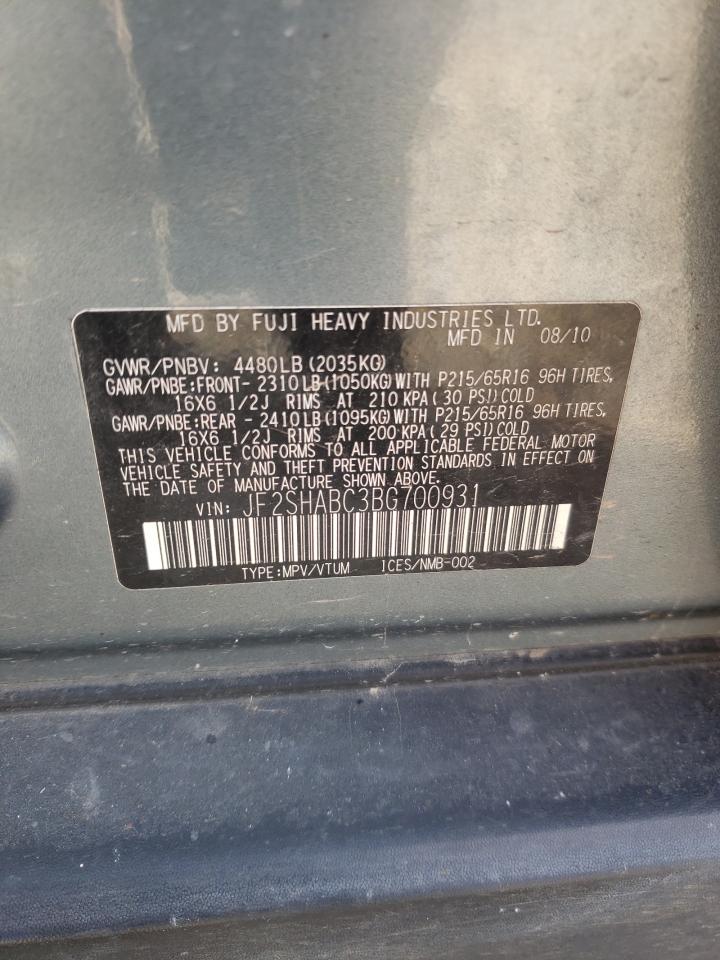 MFD BY FUJI HEAVY INDUSTRIES LTD.
MFD IN 08/10
GVWR/PNBV: 4480LB(2035KG)
GAWR/PNBE:FRONT- 2310LB(1050KG)WITH P215/65R16 96H TIRES,
16X6 1/2J RIMS AT 210 KPA(30 PSI)COLD
GAWR/PNBE:REAR - 2410LB(1095KG)WITH P215/65R16 96H TIRES,
16X6 1/2J RIMS AT 200 KPA(29 PSI)COLD
THIS VEHICLE CONFORMS TO ALL APPLICABLE FEDERAL MOTOR
VEHICLE SAFETY AND THEFT PREVENTION STANDARDS IN EFFECT ON
THE DATE OF MANUFACTURE SHOWN ABOVE.
VIN: JF2SHABC3BG700931
TYPE:MPV/VTUM ICES/NMB-002